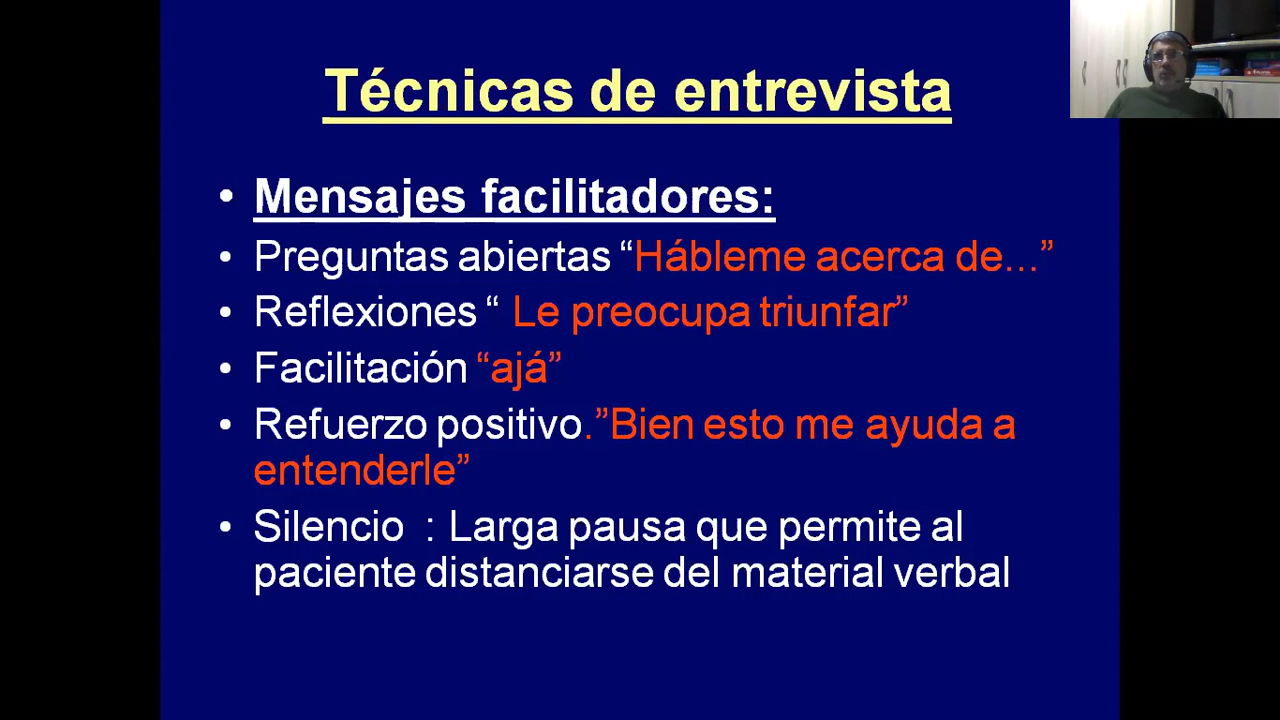 Técnicas de entrevista
• Mensajes facilitadores:
• Preguntas abiertas “Hábleme acerca de...”
• Reflexiones “ Le preocupa triunfar”
• Facilitación “ajá”
• Refuerzo positivo.”Bien esto me ayuda a
entenderle”
• Silencio  : Larga pausa que permite al
paciente distanciarse del material verbal